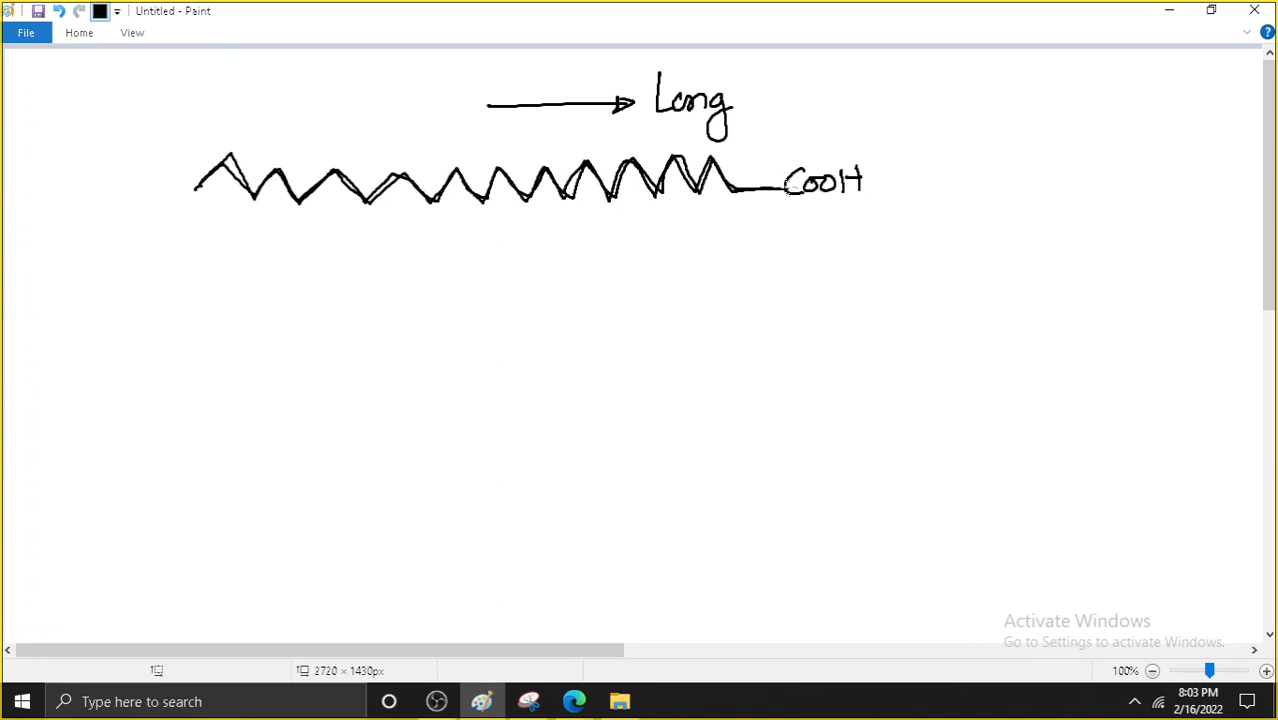 Untitled - Paint
File Home View
Long
CooH
Activate Windows
Go to Settings to activate Windows.
2720 × 1430px
100%
Type here to search
8:03 PM
2/16/2022